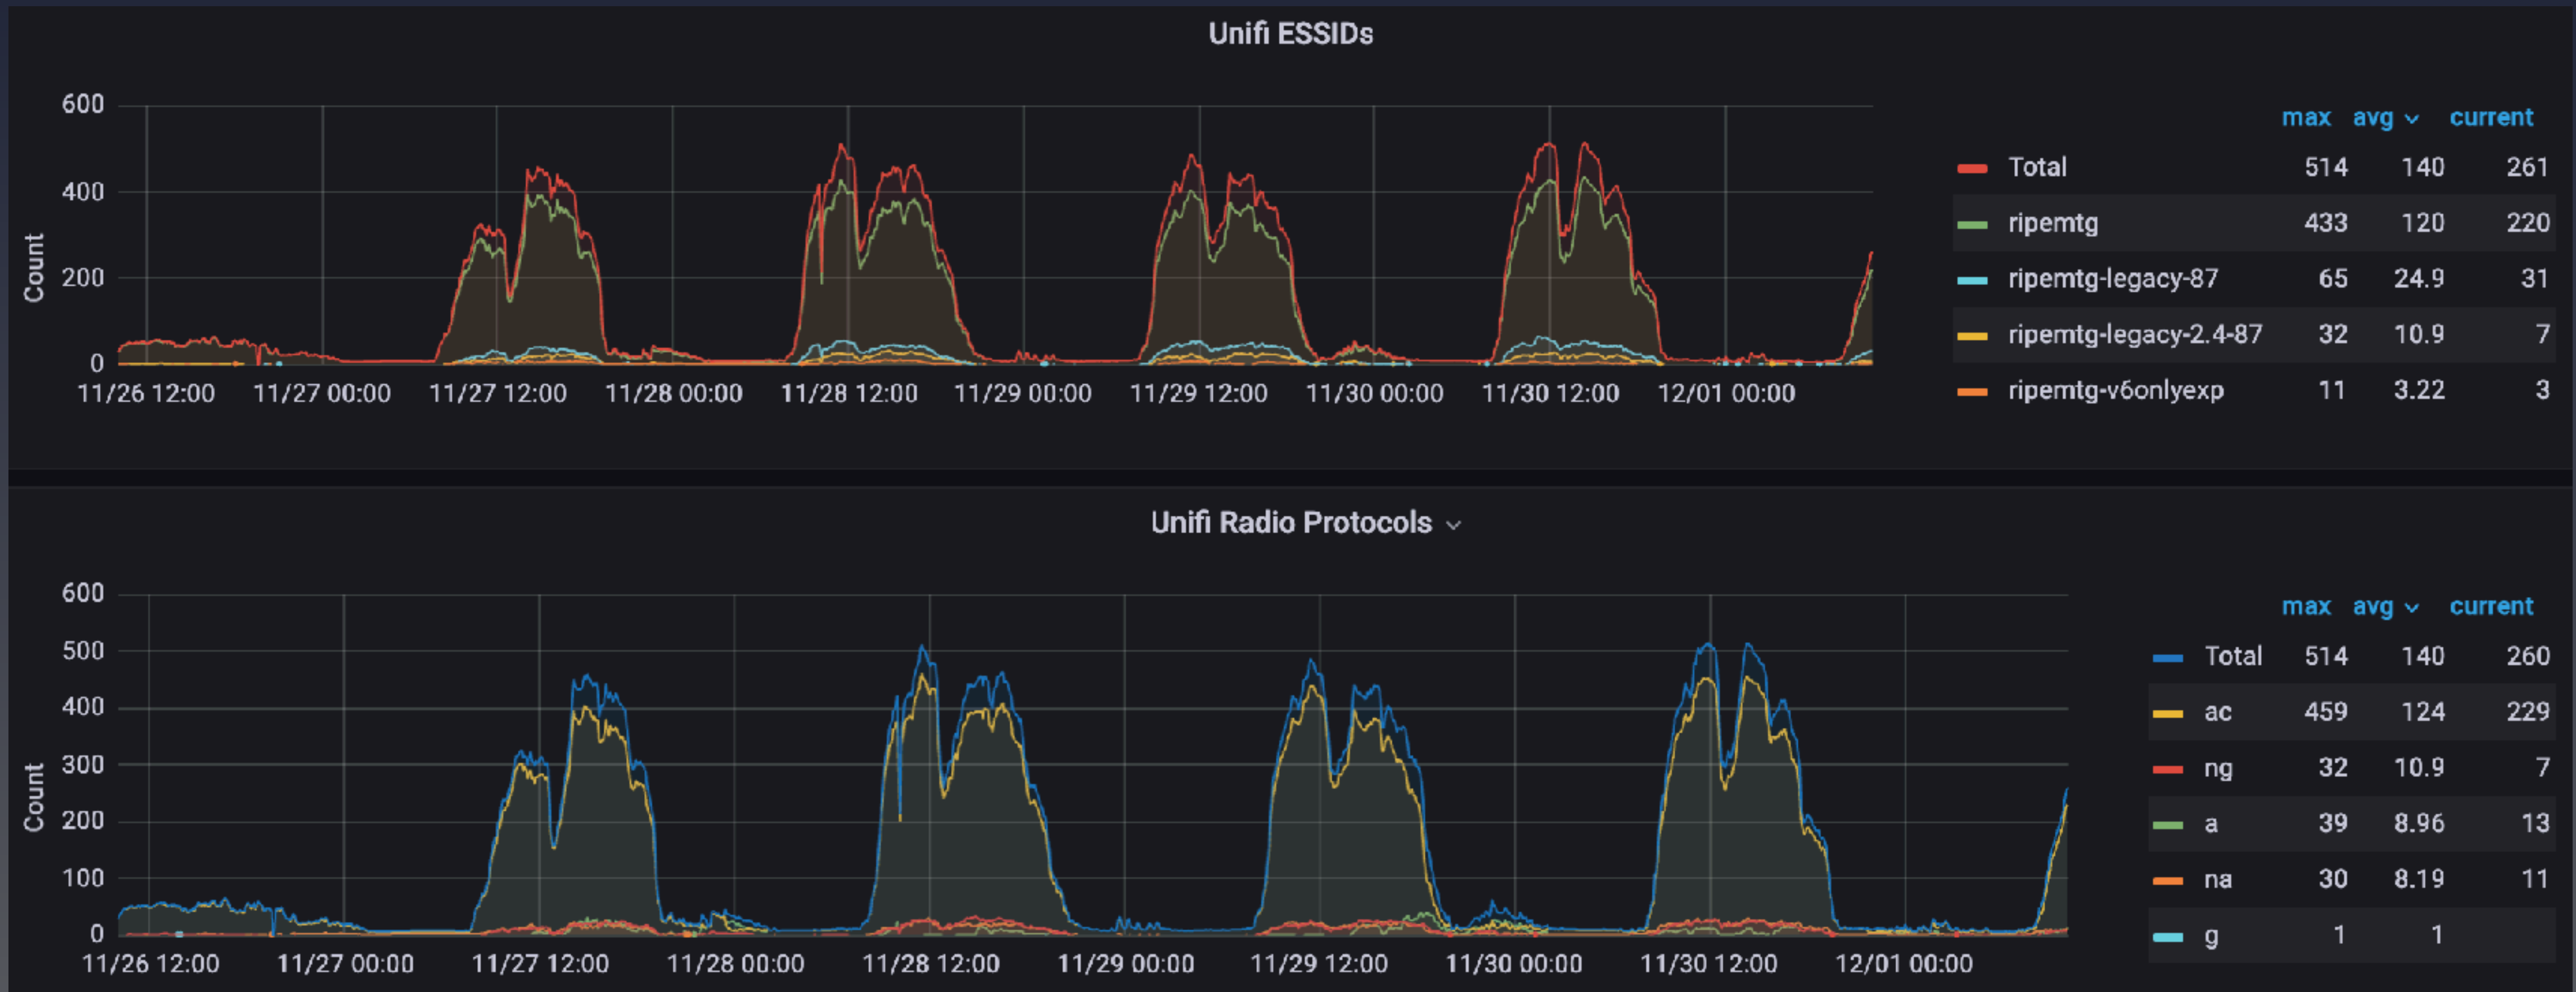 Unifi ESSIDs
600
400
200
0
Count
11/26 12:00 11/27 00:00 11/27 12:00 11/28 00:00 11/28 12:00 11/29 00:00 11/29 12:00 11/30 00:00 11/30 12:00 12/01 00:00
max avg current
Total 514 140 261
ripemtg 433 120 220
ripemtg-legacy-87 65 24.9 31
ripemtg-legacy-2.4-87 32 10.9 7
ripemtg-v6onlyexp 11 3.22 3
Unifi Radio Protocols
600
500
400
300
200
100
0
Count
11/26 12:00 11/27 00:00 11/27 12:00 11/28 00:00 11/28 12:00 11/29 00:00 11/29 12:00 11/30 00:00 11/30 12:00 12/01 00:00
max avg current
Total 514 140 260
ac 459 124 229
ng 32 10.9 7
a 39 8.96 13
na 30 8.19 11
g 1 1